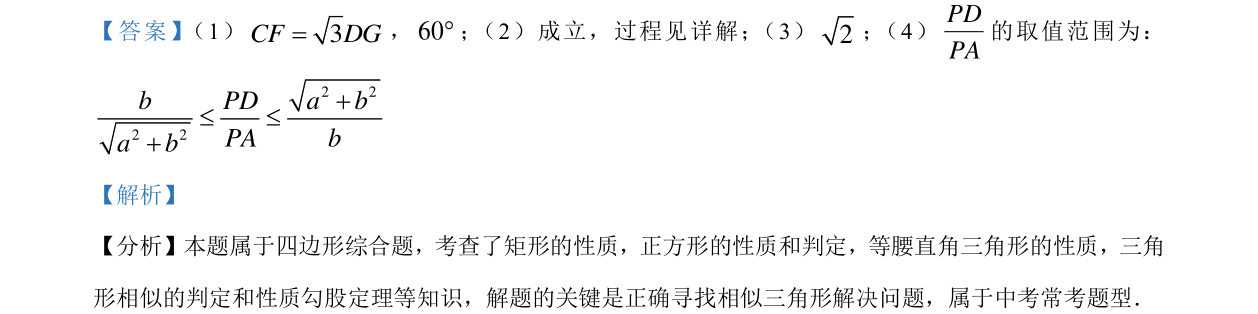 【答案】（1）CF=√3DG，60°；（2）成立，过程见详解；（3）√2；（4）PD/PA 的取值范围为：
b/√(a²+b²)≤PD/PA≤√(a²+b²)/b
【解析】
【分析】本题属于四边形综合题，考查了矩形的性质，正方形的性质和判定，等腰直角三角形的性质，三角
形相似的判定和性质勾股定理等知识，解题的关键是正确寻找相似三角形解决问题，属于中考常考题型．